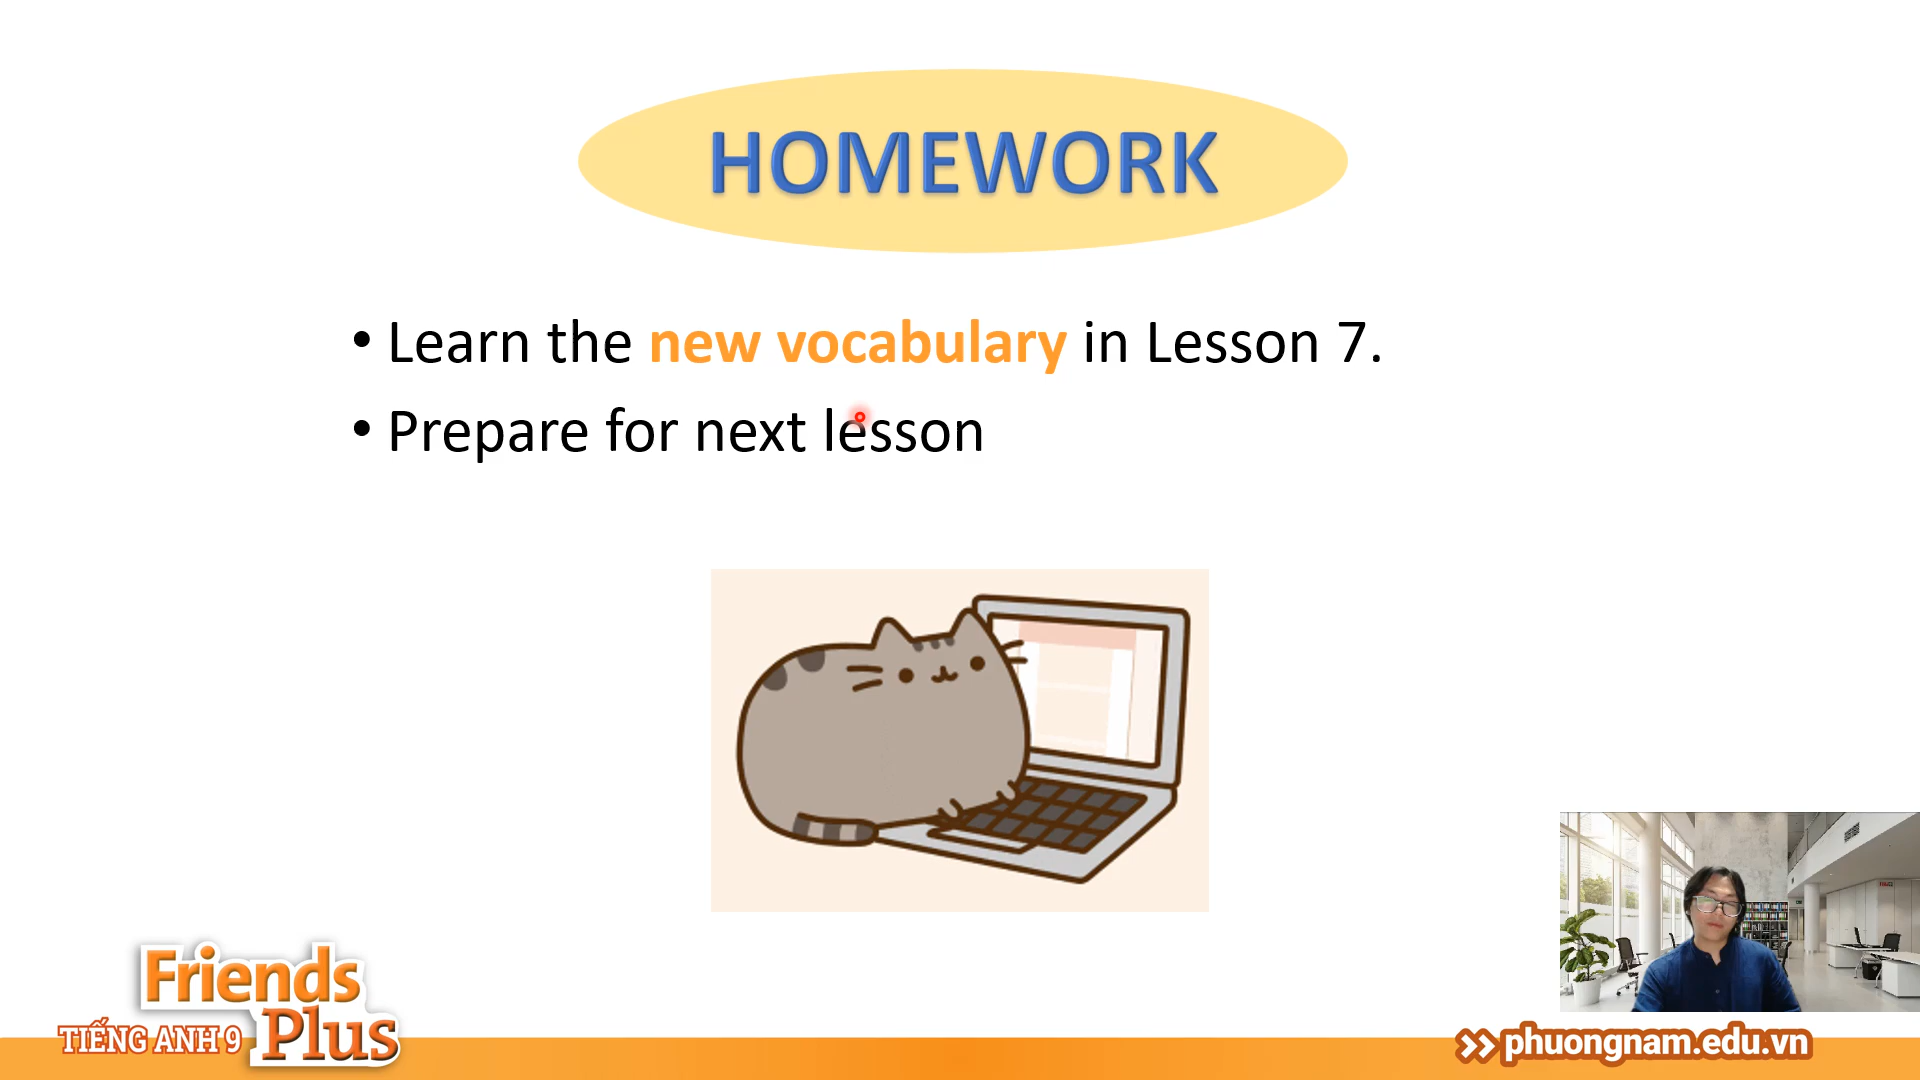 HOMEWORK
• Learn the new vocabulary in Lesson 7.
• Prepare for next lesson
Friends
Plus
TIẾNG ANH 9
phuongnam.edu.vn